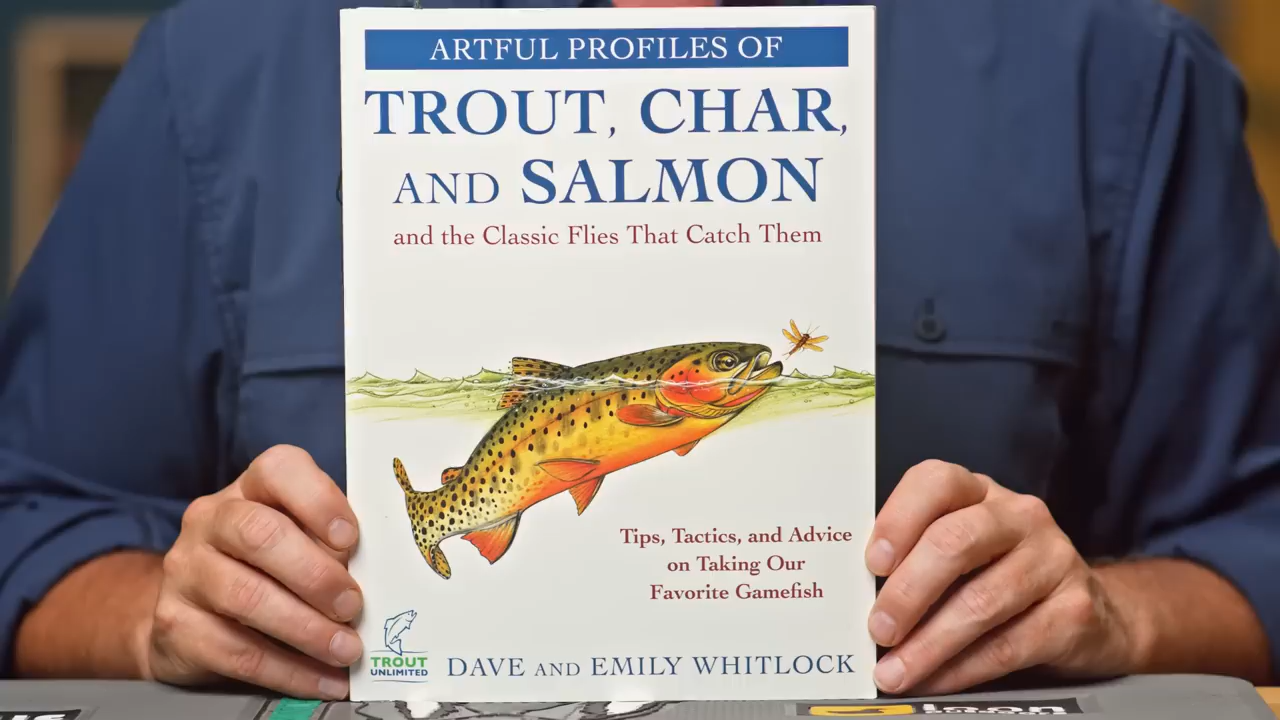 ARTFUL PROFILES OF
TROUT, CHAR,
AND SALMON
and the Classic Flies That Catch Them
Tips, Tactics, and Advice
on Taking Our
Favorite Gamefish
TROUT
UNLIMITED
DAVE AND EMILY WHITLOCK
loon